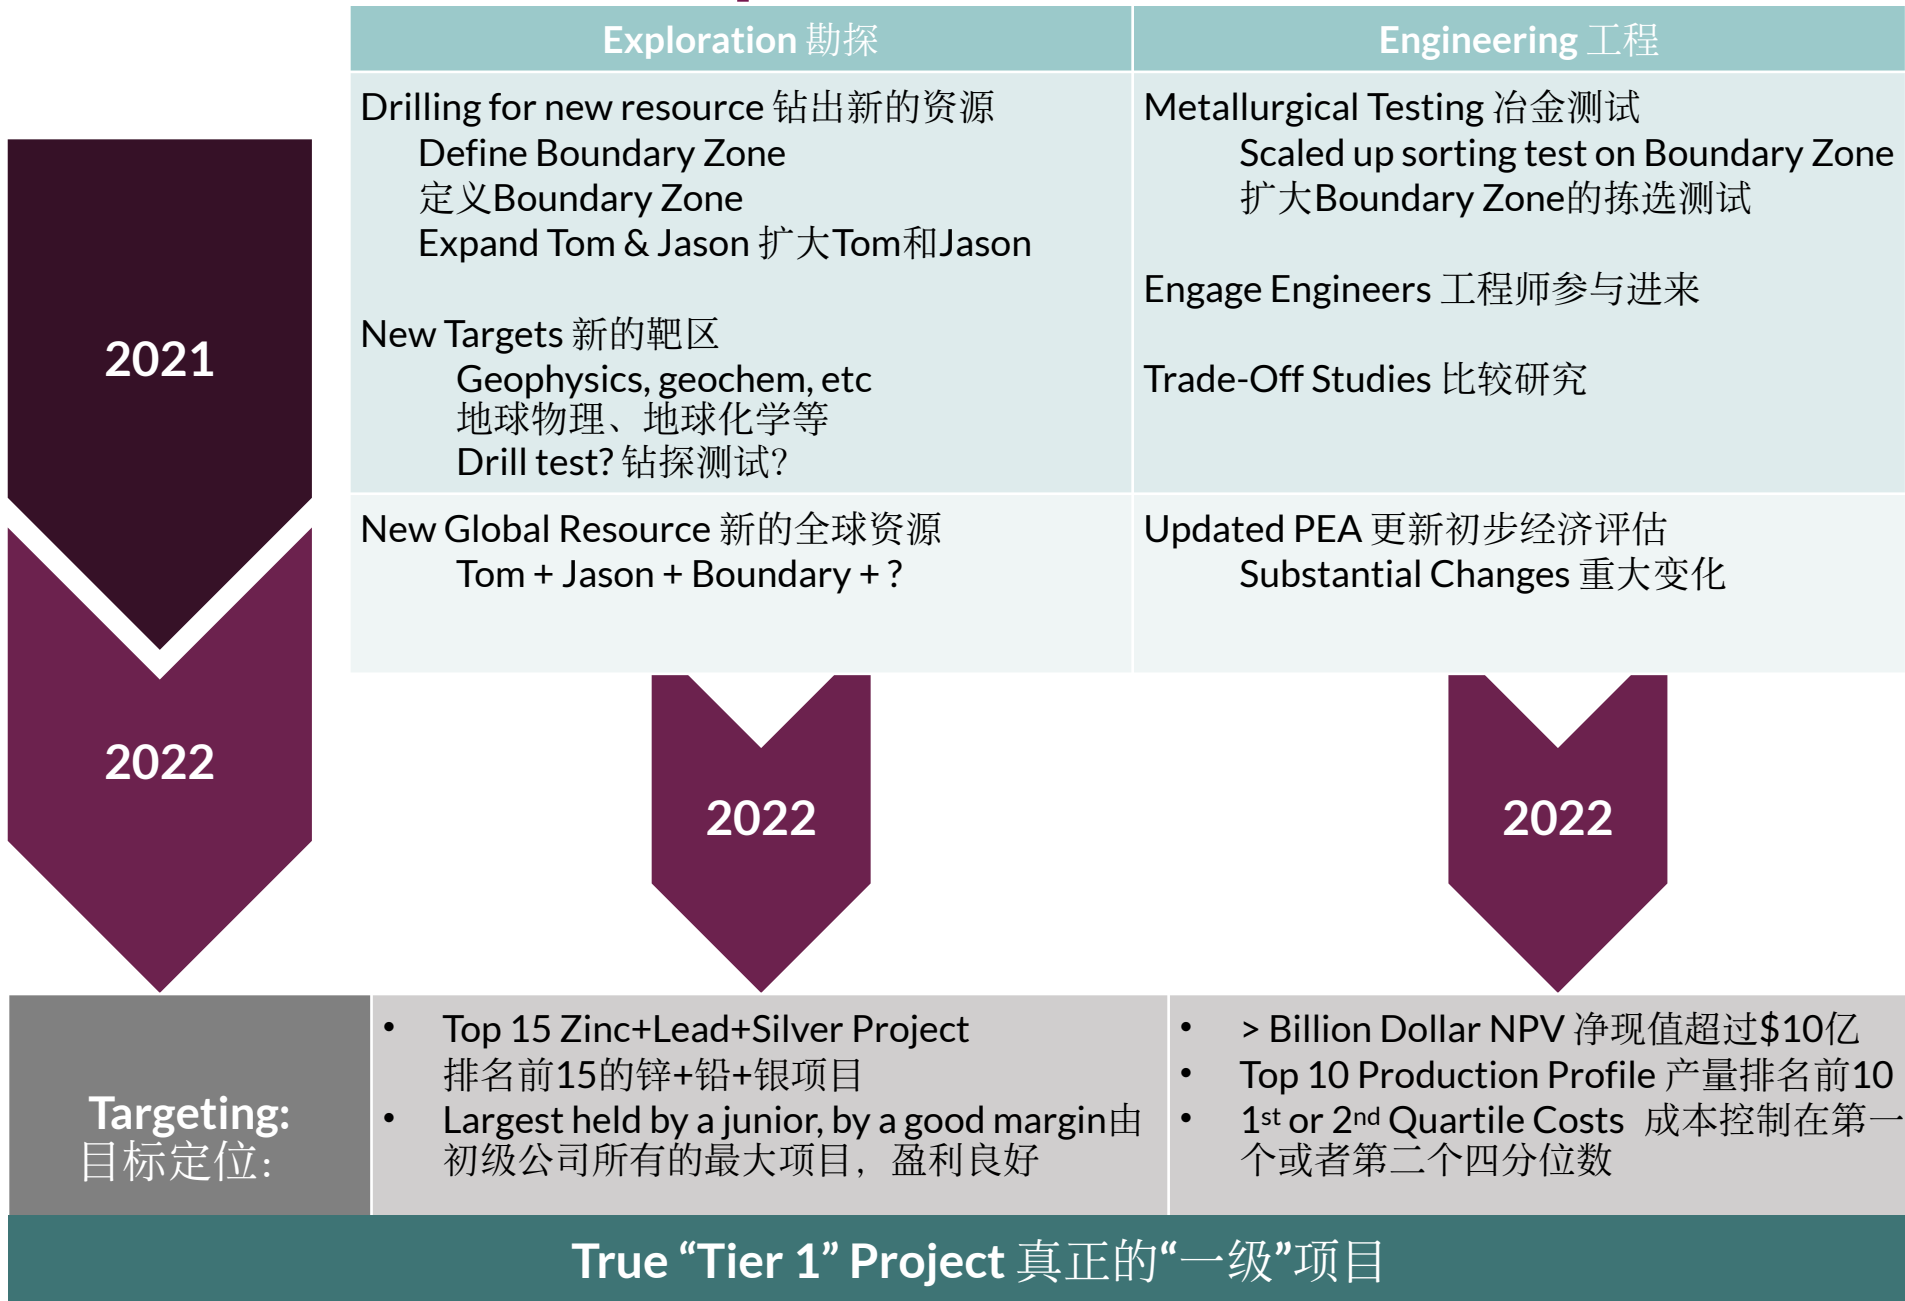 Exploration 勘探
Engineering 工程
2021
Drilling for new resource 钻出新的资源
Define Boundary Zone
定义Boundary Zone
Expand Tom & Jason 扩大Tom和Jason
New Targets 新的靶区
Geophysics, geochem, etc
地球物理、地球化学等
Drill test? 钻探测试？
Metallurgical Testing 冶金测试
Scaled up sorting test on Boundary Zone
扩大Boundary Zone的拣选测试
Engage Engineers 工程师参与进来
Trade-Off Studies 比较研究
2022
New Global Resource 新的全球资源
Tom + Jason + Boundary + ?
Updated PEA 更新初步经济评估
Substantial Changes 重大变化
2022
2022
Targeting:
目标定位：
• Top 15 Zinc+Lead+Silver Project
排名前15的锌+铅+银项目
• Largest held by a junior, by a good margin由
初级公司所有的最大项目，盈利良好
• > Billion Dollar NPV 净现值超过$10亿
• Top 10 Production Profile 产量排名前10
• 1st or 2nd Quartile Costs 成本控制在第一
个或者第二个四分位数
True “Tier 1” Project 真正的“一级”项目